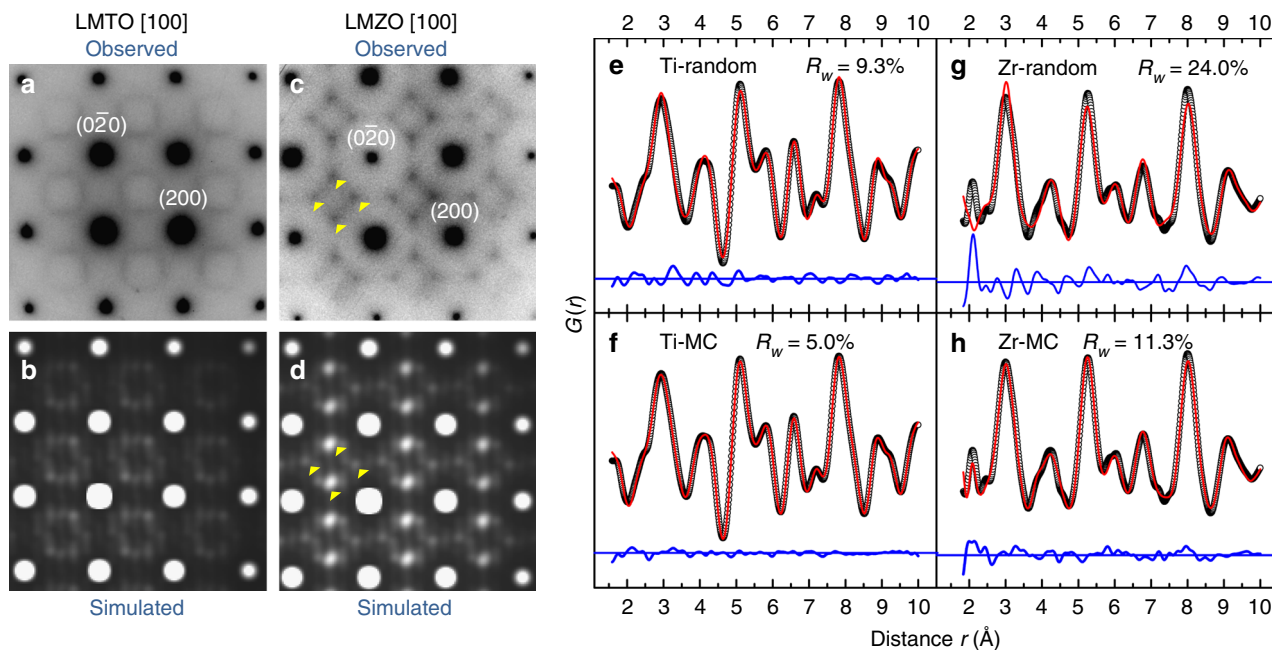 LMTO [100]
Observed
LMZO [100]
Observed
a
(02̄0)
(200)
c
(02̄0)
(200)
b
d
Simulated
Simulated
2 3 4 5 6 7 8 9 10
2 3 4 5 6 7 8 9 10
e Ti-random Rw = 9.3%
g Zr-random Rw = 24.0%
G(r)
f Ti-MC Rw = 5.0%
h Zr-MC Rw = 11.3%
2 3 4 5 6 7 8 9 10
2 3 4 5 6 7 8 9 10
Distance r (Å)